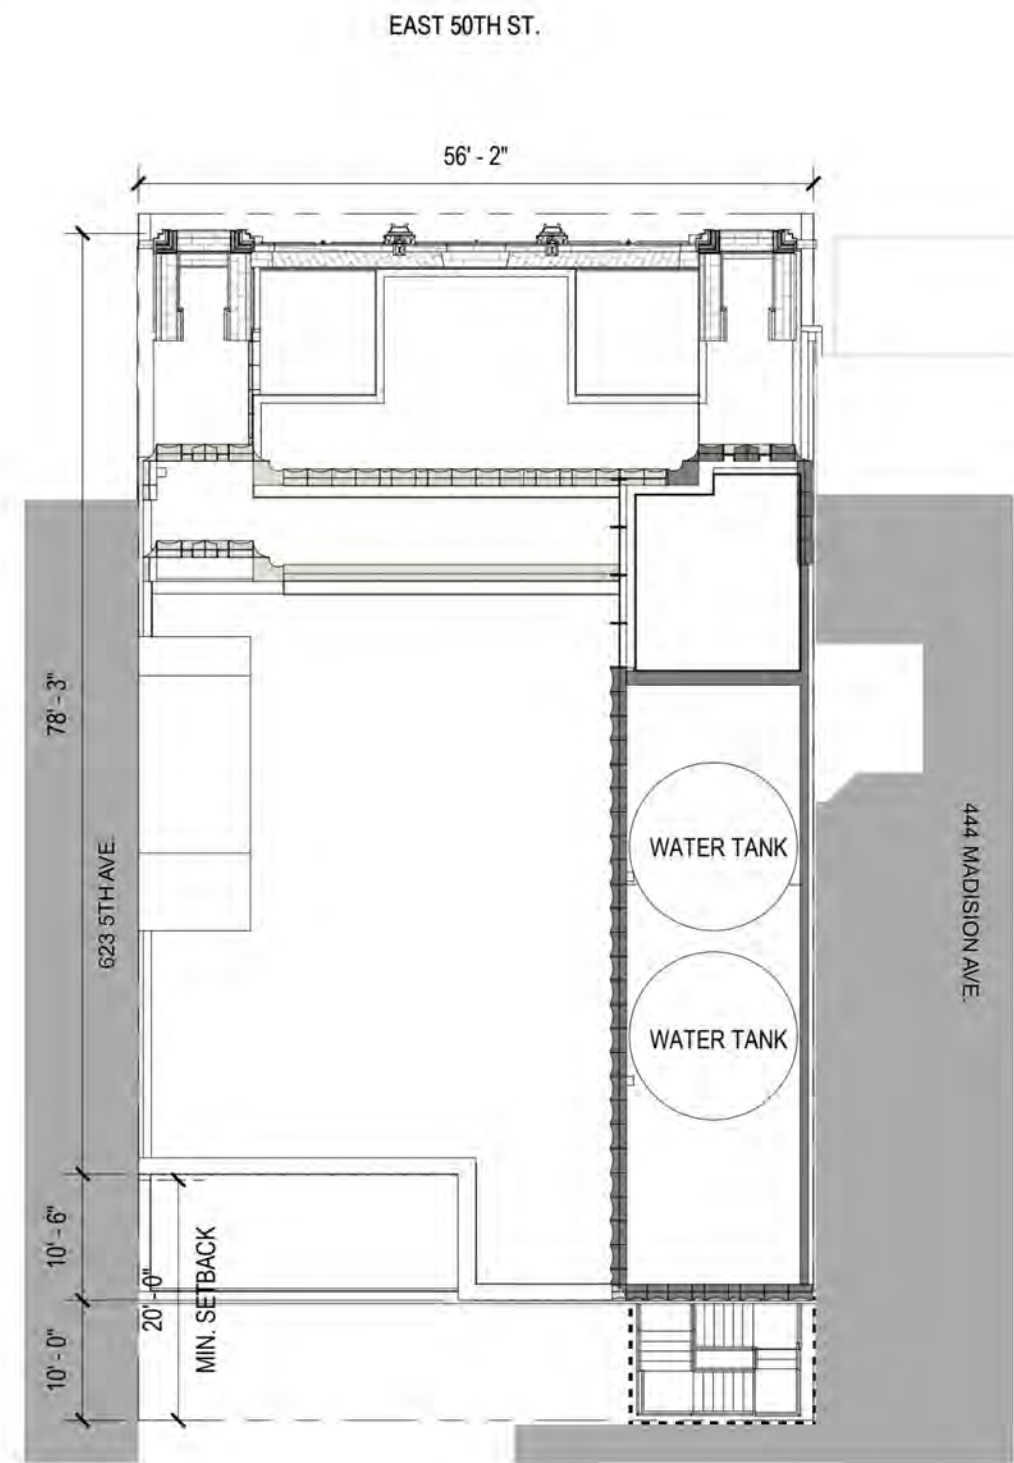 EAST 50TH ST.
56' - 2"
78' - 3"
623 5TH AVE.
WATER TANK
444 MADISION AVE.
WATER TANK
10' - 6"
20' - 0"
MIN. SETBACK
10' - 0"